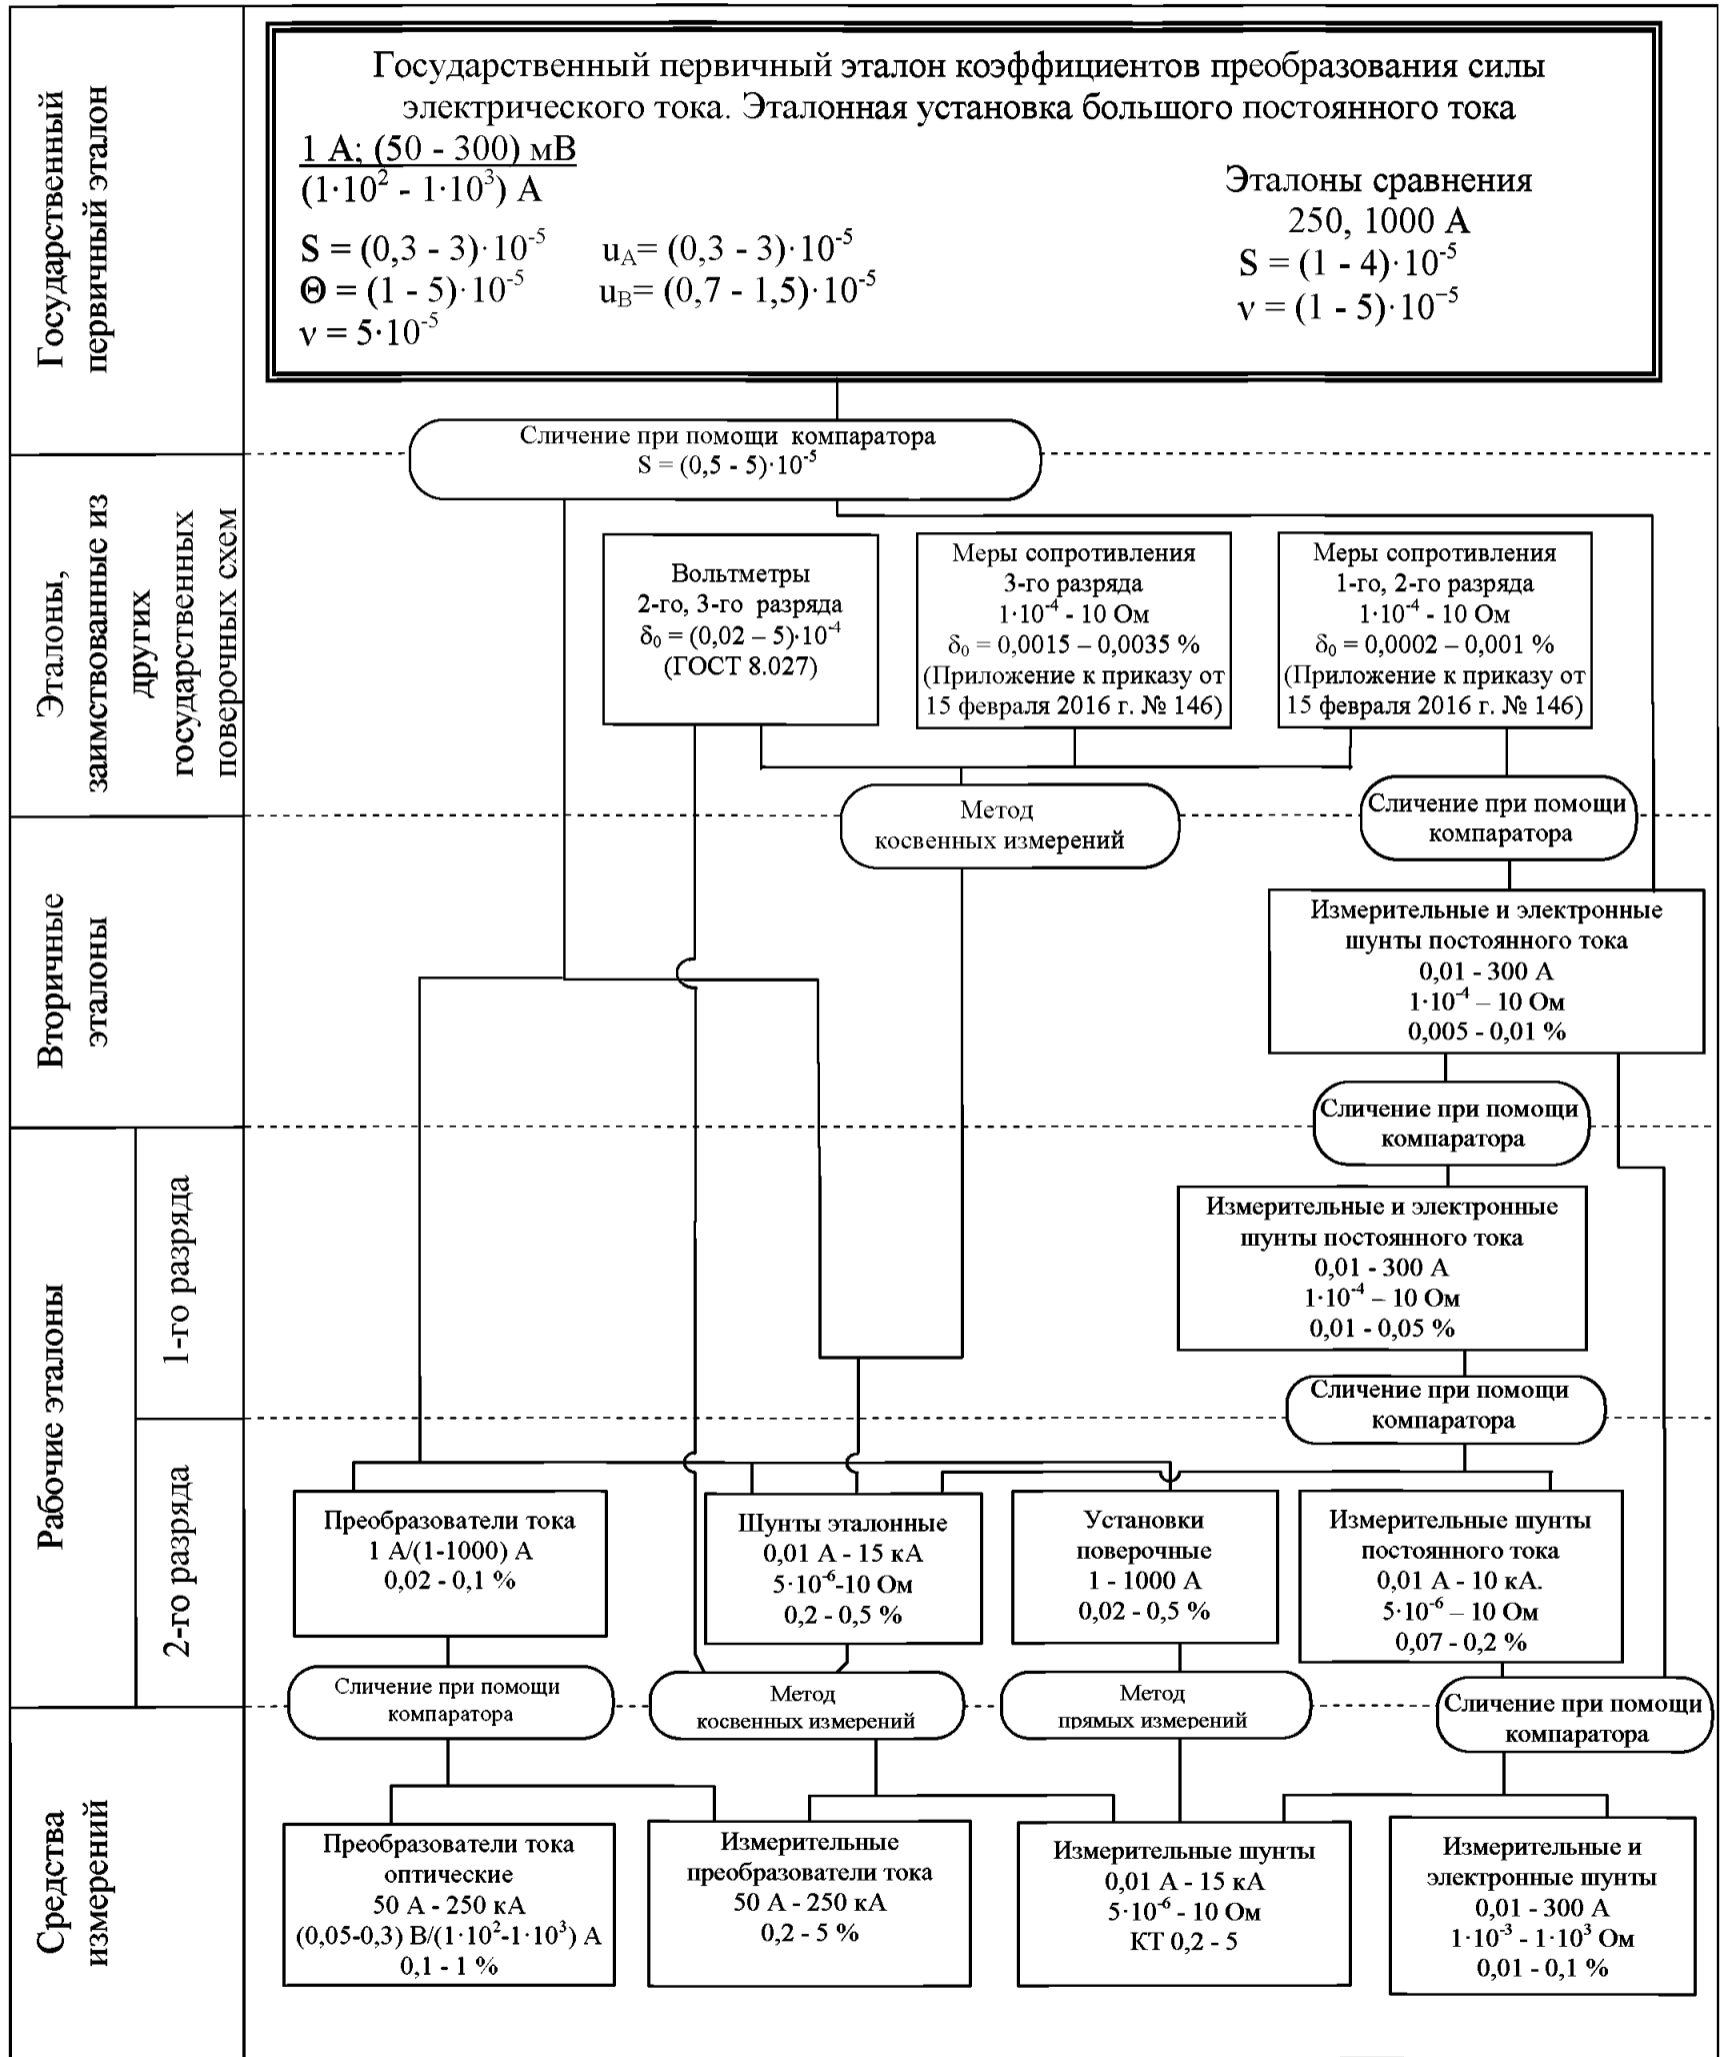 Государственный
первичный эталон
Государственный первичный эталон коэффициентов преобразования силы
электрического тока. Эталонная установка большого постоянного тока
1 А; (50 - 300) мВ
(1·10² - 1·10³) А
S = (0,3 - 3)·10⁻⁵
Θ = (1 - 5)·10⁻⁵
ν = 5·10⁻⁵
u_A= (0,3 - 3)·10⁻⁵
u_B= (0,7 - 1,5)·10⁻⁵
Эталоны сравнения
250, 1000 А
S = (1 - 4)·10⁻⁵
ν = (1 - 5)·10⁻⁵
Сличение при помощи компаратора
S = (0,5 - 5)·10⁻⁵
Эталоны,
заимствованные из
других
государственных
поверочных схем
Вольтметры
2-го, 3-го разряда
δ₀ = (0,02 – 5)·10⁻⁴
(ГОСТ 8.027)
Меры сопротивления
3-го разряда
1·10⁻⁴ - 10 Ом
δ₀ = 0,0015 – 0,0035 %
(Приложение к приказу от
15 февраля 2016 г. № 146)
Меры сопротивления
1-го, 2-го разряда
1·10⁻⁴ - 10 Ом
δ₀ = 0,0002 – 0,001 %
(Приложение к приказу от
15 февраля 2016 г. № 146)
Метод
косвенных измерений
Сличение при помощи
компаратора
Вторичные
эталоны
Измерительные и электронные
шунты постоянного тока
0,01 - 300 А
1·10⁻⁴ – 10 Ом
0,005 - 0,01 %
Сличение при помощи
компаратора
Рабочие эталоны
1-го разряда
Измерительные и электронные
шунты постоянного тока
0,01 - 300 А
1·10⁻⁴ – 10 Ом
0,01 - 0,05 %
Сличение при помощи
компаратора
2-го разряда
Преобразователи тока
1 А/(1-1000) А
0,02 - 0,1 %
Шунты эталонные
0,01 А - 15 кА
5·10⁻⁶-10 Ом
0,2 - 0,5 %
Установки
поверочные
1 - 1000 А
0,02 - 0,5 %
Измерительные шунты
постоянного тока
0,01 А - 10 кА.
5·10⁻⁶ – 10 Ом
0,07 - 0,2 %
Сличение при помощи
компаратора
Метод
косвенных измерений
Метод
прямых измерений
Сличение при помощи
компаратора
Средства
измерений
Преобразователи тока
оптические
50 А - 250 кА
(0,05-0,3) В/(1·10²-1·10³) А
0,1 - 1 %
Измерительные
преобразователи тока
50 А - 250 кА
0,2 - 5 %
Измерительные шунты
0,01 А - 15 кА
5·10⁻⁶ - 10 Ом
КТ 0,2 - 5
Измерительные и
электронные шунты
0,01 - 300 А
1·10⁻³ - 1·10³ Ом
0,01 - 0,1 %